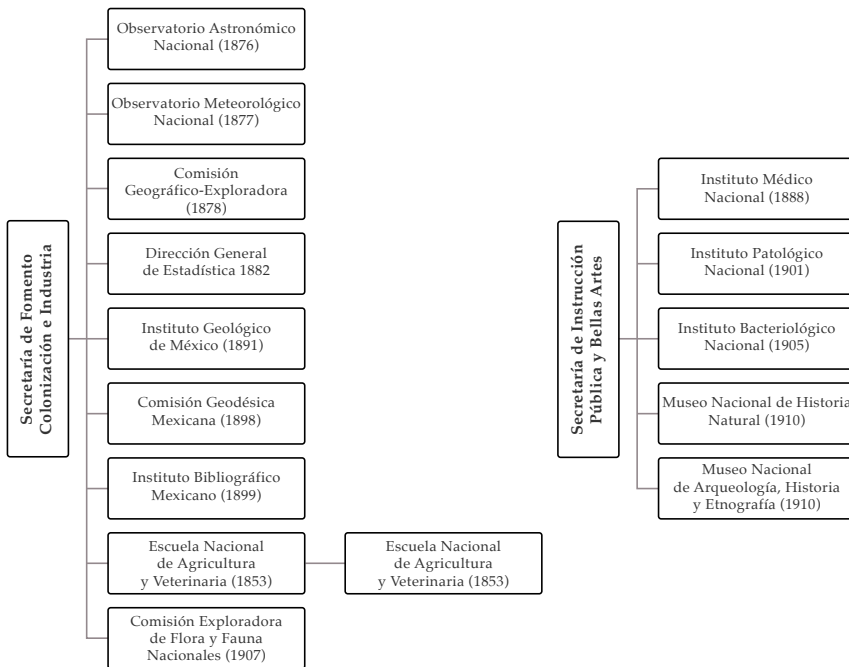 Secretaría de Fomento
Colonización e Industria
Observatorio Astronómico
Nacional (1876)
Observatorio Meteorológico
Nacional (1877)
Comisión
Geográfico-Exploradora
(1878)
Dirección General
de Estadística 1882
Instituto Geológico
de México (1891)
Comisión Geodésica
Mexicana (1898)
Instituto Bibliográfico
Mexicano (1899)
Escuela Nacional
de Agricultura
y Veterinaria (1853)
Escuela Nacional
de Agricultura
y Veterinaria (1853)
Comisión Exploradora
de Flora y Fauna
Nacionales (1907)
Secretaría de Instrucción
Pública y Bellas Artes
Instituto Médico
Nacional (1888)
Instituto Patológico
Nacional (1901)
Instituto Bacteriológico
Nacional (1905)
Museo Nacional de Historia
Natural (1910)
Museo Nacional
de Arqueología, Historia
y Etnografía (1910)